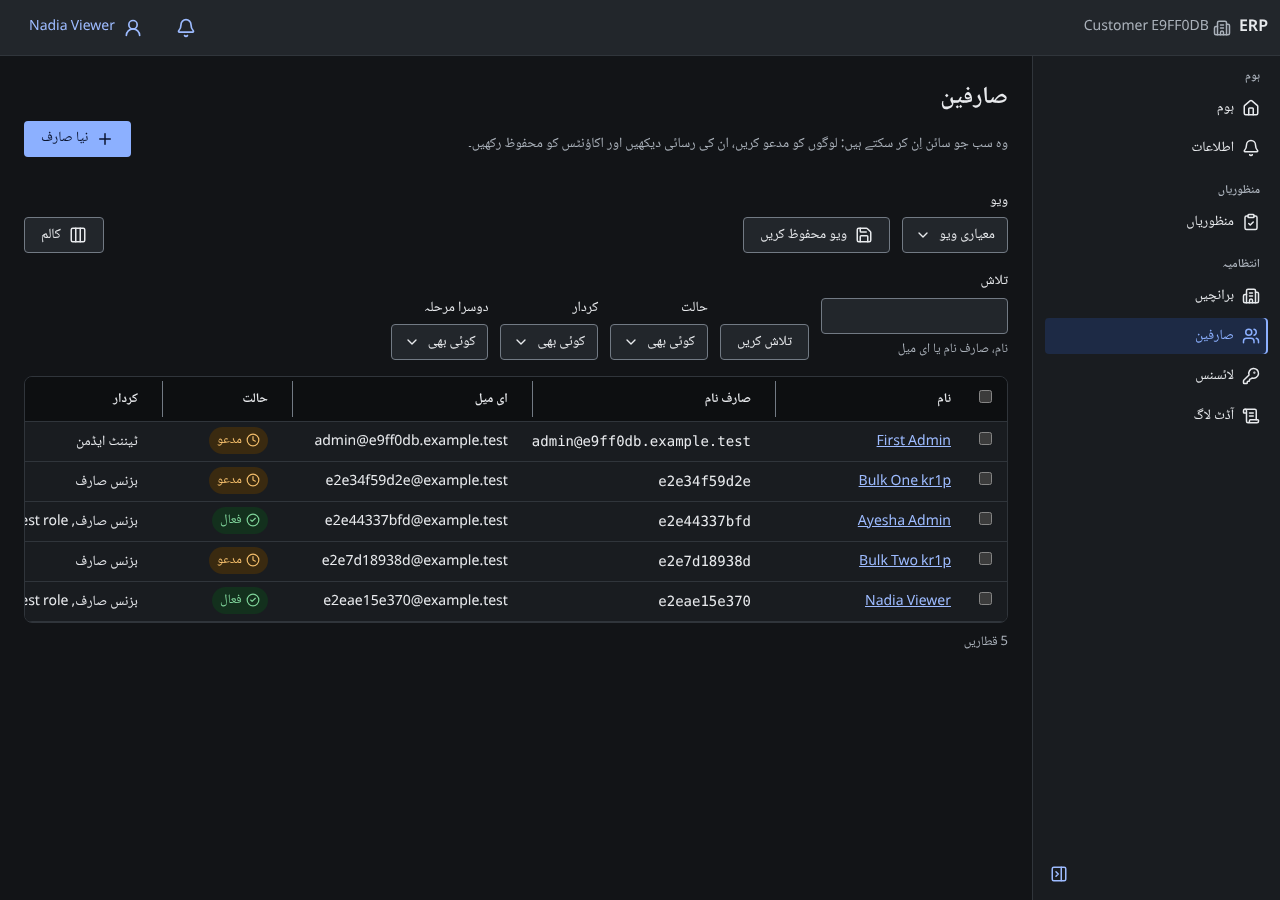 ERP
Customer E9FF0DB
Nadia Viewer
ہوم
ہوم
اطلاعات
منظوریاں
منظوریاں
انتظامیہ
برانچیں
صارفین
لائسنس
آڈٹ لاگ
صارفین
وہ سب جو سائن اِن کر سکتے ہیں: لوگوں کو مدعو کریں، ان کی رسائی دیکھیں اور اکاؤنٹس کو محفوظ رکھیں۔
نیا صارف
ویو
معیاری ویو
ویو محفوظ کریں
کالم
تلاش
نام، صارف نام یا ای میل
تلاش کریں
حالت
کوئی بھی
کردار
کوئی بھی
دوسرا مرحلہ
کوئی بھی
نام صارف نام ای میل حالت کردار
First Admin admin@e9ff0db.example.test admin@e9ff0db.example.test مدعو ٹیننٹ ایڈمن
Bulk One kr1p e2e34f59d2e e2e34f59d2e@example.test مدعو بزنس صارف
Ayesha Admin e2e44337bfd e2e44337bfd@example.test فعال بزنس صارف, est role
Bulk Two kr1p e2e7d18938d e2e7d18938d@example.test مدعو بزنس صارف
Nadia Viewer e2eae15e370 e2eae15e370@example.test فعال بزنس صارف, est role
5 قطاریں